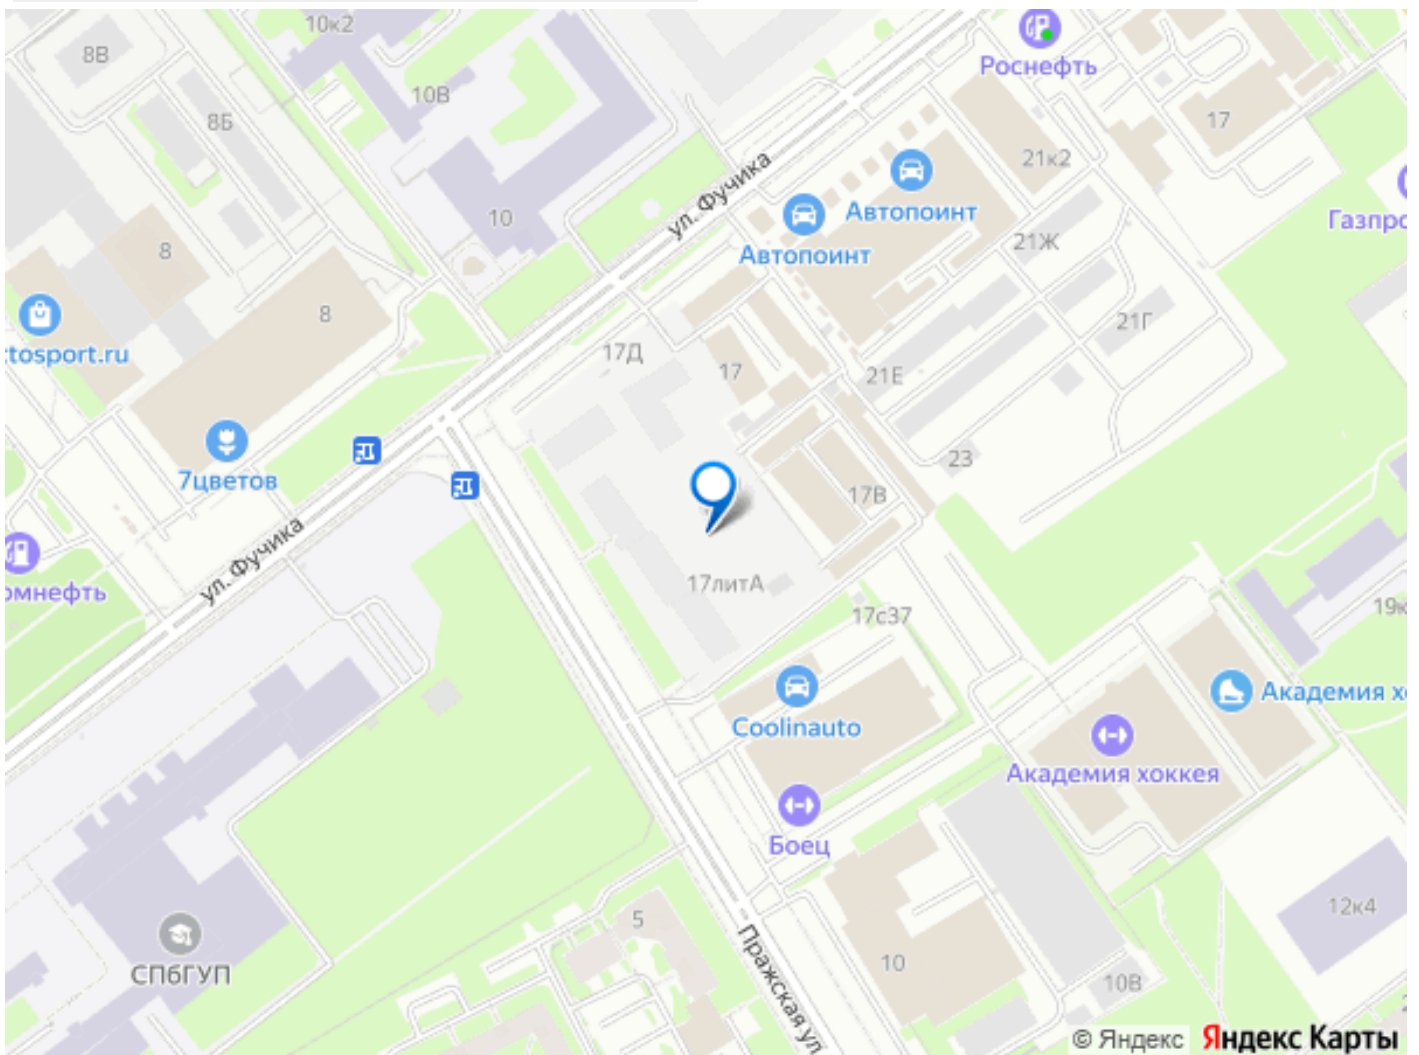 10к2
8В
Роснефть
10В
8Б
17
21к2
ул. Фучика
Автопоинт
10
Автопоинт
Газпро
8
21Ж
8
21Г
tosport.ru
17Д
17
21Е
7цветов
23
17В
ул. Фучика
омнефть
17литА
17с37
19к
Академия х
Coolinauto
Академия хоккея
Боец
12к4
5
СПбГУП
Пражская ул
10
10В
© Яндекс Яндекс Карты